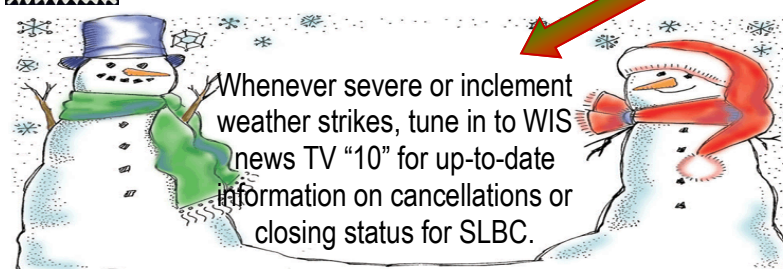 Whenever severe or inclement
weather strikes, tune in to WIS
news TV “10” for up-to-date
information on cancellations or
closing status for SLBC.